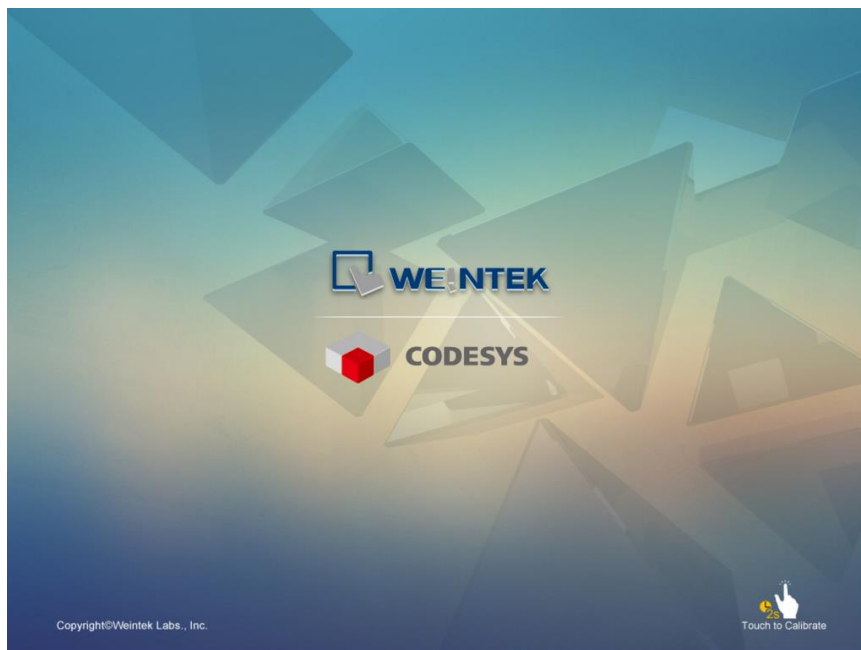 WEINTEK
CODESYS
2s
Touch to Calibrate
Copyright©Weintek Labs., Inc.